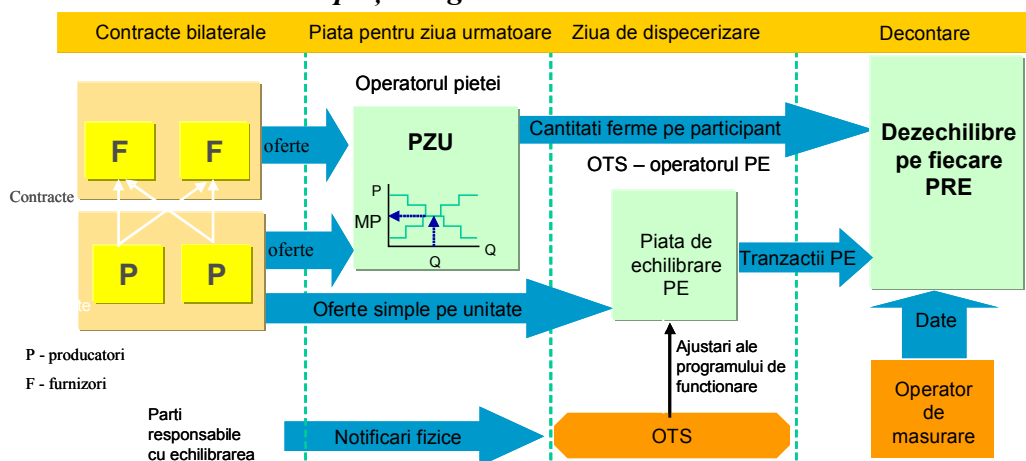 Contracte bilaterale
Piata pentru ziua urmatoare
Ziua de dispecerizare
Decontare
Operatorul pietei
F
F
oferte
PZU
Cantitati ferme pe participant
Dezechilibre
pe fiecare
PRE
OTS – operatorul PE
Contracte
P
MP
Q
Q
P
P
oferte
Piata de
echilibrare
PE
Tranzactii PE
te
Oferte simple pe unitate
Date
P - producatori
F - furnizori
Ajustari ale
programului de
functionare
Operator
de
masurare
Parti
responsabile
cu echilibrarea
Notificari fizice
OTS